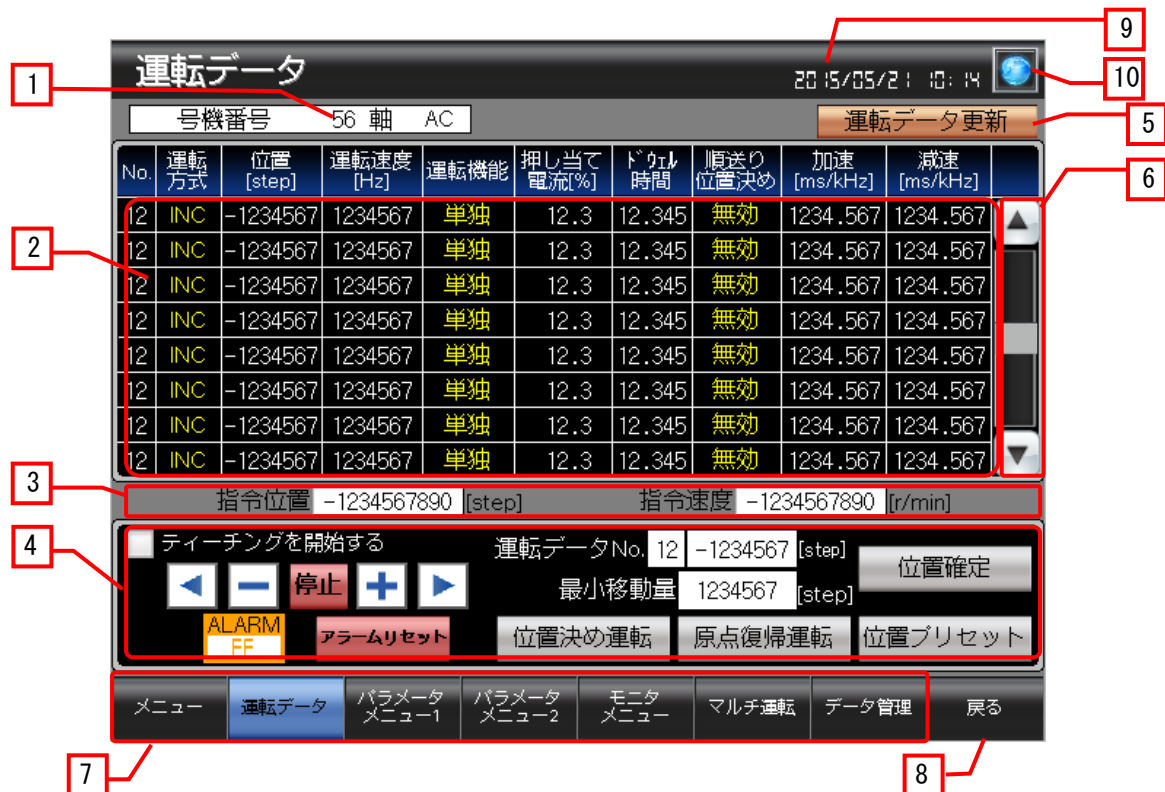 9
運転データ
2015/05/21 10:14
10
1
号機番号 56 軸 AC
運転データ更新
5
No. 運転方式 位置[step] 運転速度[Hz] 運転機能 押し当て電流[%] ドウェル時間 順送り位置決め 加速[ms/kHz] 減速[ms/kHz]
6
12 INC -1234567 1234567 単独 12.3 12.345 無効 1234.567 1234.567
2
12 INC -1234567 1234567 単独 12.3 12.345 無効 1234.567 1234.567
12 INC -1234567 1234567 単独 12.3 12.345 無効 1234.567 1234.567
12 INC -1234567 1234567 単独 12.3 12.345 無効 1234.567 1234.567
12 INC -1234567 1234567 単独 12.3 12.345 無効 1234.567 1234.567
12 INC -1234567 1234567 単独 12.3 12.345 無効 1234.567 1234.567
12 INC -1234567 1234567 単独 12.3 12.345 無効 1234.567 1234.567
12 INC -1234567 1234567 単独 12.3 12.345 無効 1234.567 1234.567
3
指令位置 -1234567890 [step] 指令速度 -1234567890 [r/min]
4
ティーチングを開始する
運転データNo. 12 -1234567 [step]
位置確定
停止
最小移動量 1234567 [step]
ALARM
FF
アラームリセット
位置決め運転
原点復帰運転
位置プリセット
メニュー
運転データ
パラメータ
メニュー1
パラメータ
メニュー2
モニタ
メニュー
マルチ運転
データ管理
戻る
7
8